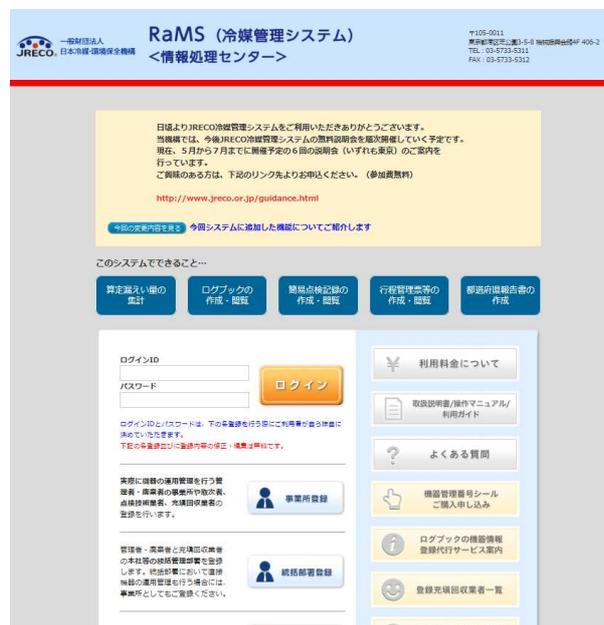 JRECO
一般財団法人
日本冷媒・環境保全機構
RaMS（冷媒管理システム）
<情報処理センター>
〒105-0011
東京都港区芝公園3-5-8 機械振興会館4F 406-2
TEL : 03-5733-5311
FAX : 03-5733-5312
日頃よりJRECO冷媒管理システムをご利用いただきありがとうございます。
当機構では、今後JRECO冷媒管理システムの無料説明会を順次開催していく予定です。
現在、５月から７月までに開催予定の６回の説明会（いずれも東京）のご案内を
行っています。
ご興味のある方は、下記のリンク先よりお申込ください。（参加費無料）
http://www.jreco.or.jp/guidance.html
今回の変更内容を見る 今回システムに追加した機能についてご紹介します
このシステムでできること…
算定漏えい量の
集計
ログブックの
作成・閲覧
簡易点検記録の
作成・閲覧
行程管理票等の
作成・閲覧
都道府県報告書の
作成
ログインID
パスワード
ログイン
ログインIDとパスワードは、下の各登録を行う際にご利用者が自ら任意に
決めていただきます。
下記の各登録並びに登録内容の修正・編集は無料です。
実際に機器の運用管理を行う管
理者・廃棄者の事業所や取次者、
点検技術業者、充填回収業者の
登録を行います。
事業所登録
管理者・廃棄者と充填回収業者
の本社等の統括管理部署を登録
します。統括部署において直接
機器の運用管理も行う場合には、
事業所としてもご登録ください。
統括部署登録
利用料金について
取扱説明書/操作マニュアル/
利用ガイド
よくある質問
機器管理番号シール
ご購入申し込み
ログブックの機器情報
登録代行サービス案内
登録充填回収業者一覧